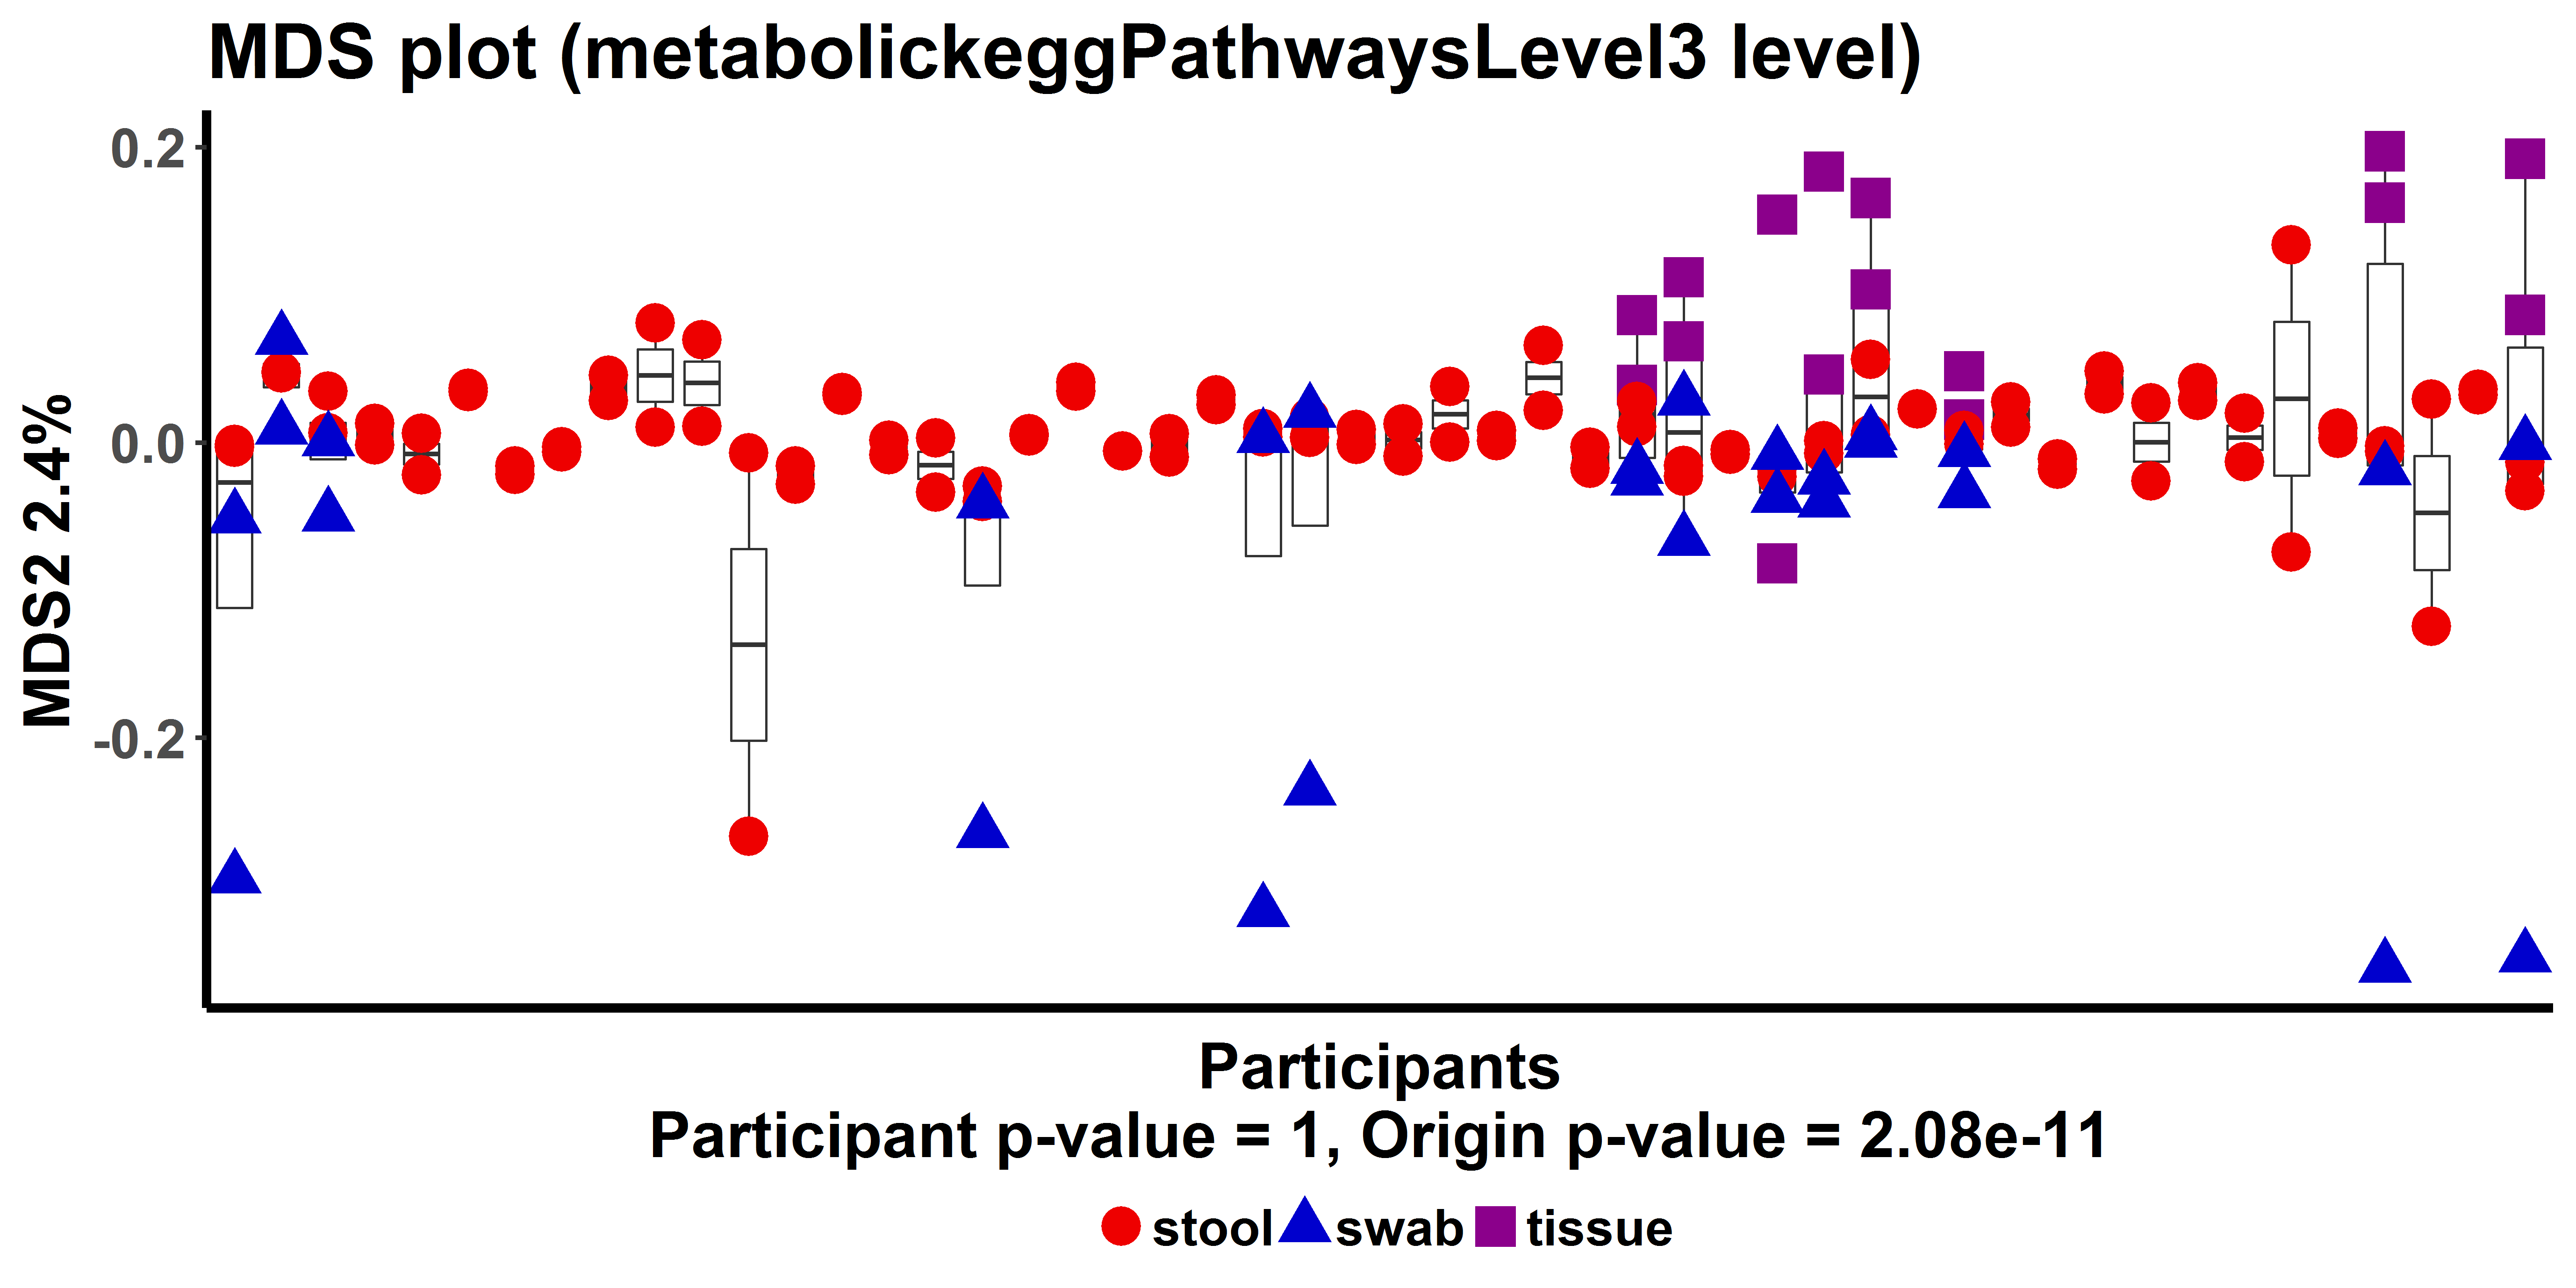 MDS plot (metabolickeggPathwaysLevel3 level)
MDS2 2.4%
0.2
0.0
-0.2
Participants
Participant p-value = 1, Origin p-value = 2.08e-11
stool swab tissue